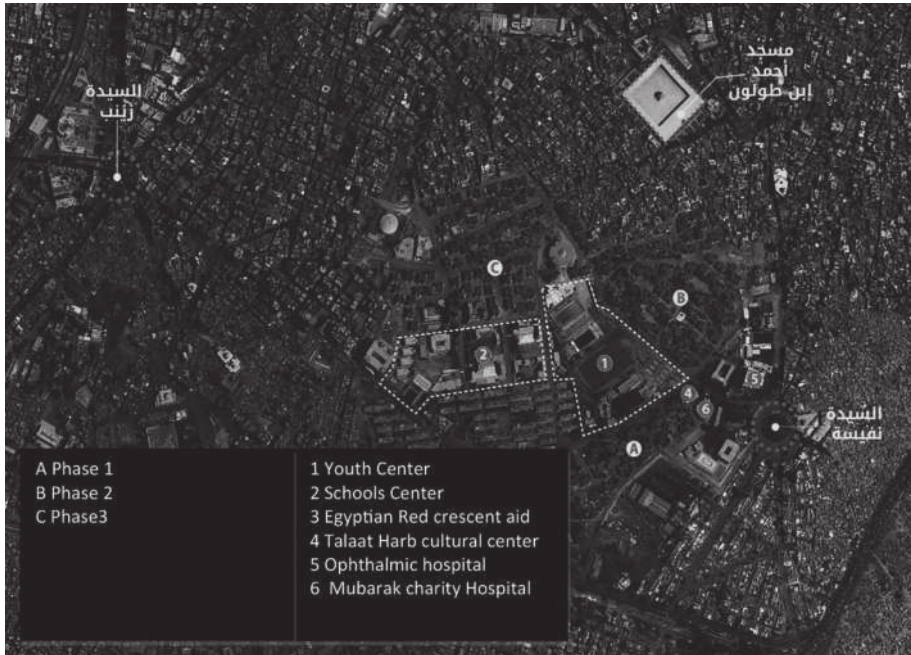 مسجد
أحمد
إبن طولون
السيدة
زينب
C
B
2
1
5
4
6
السيدة
نفيسة
A
A Phase 1
B Phase 2
C Phase3
1 Youth Center
2 Schools Center
3 Egyptian Red crescent aid
4 Talaat Harb cultural center
5 Ophthalmic hospital
6 Mubarak charity Hospital